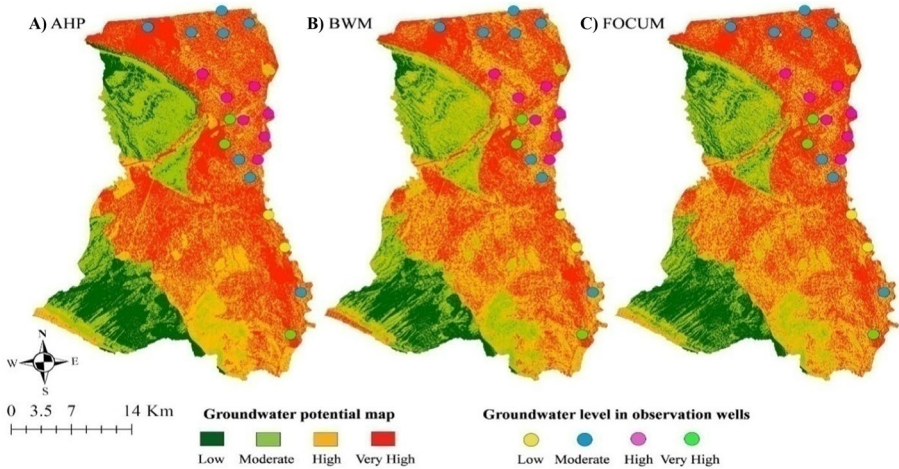 A) AHP
B) BWM
C) FOCUM
N
W E
S
0 3.5 7 14 Km
Groundwater potential map
Low Moderate High Very High
Groundwater level in observation wells
Low Moderate High Very High